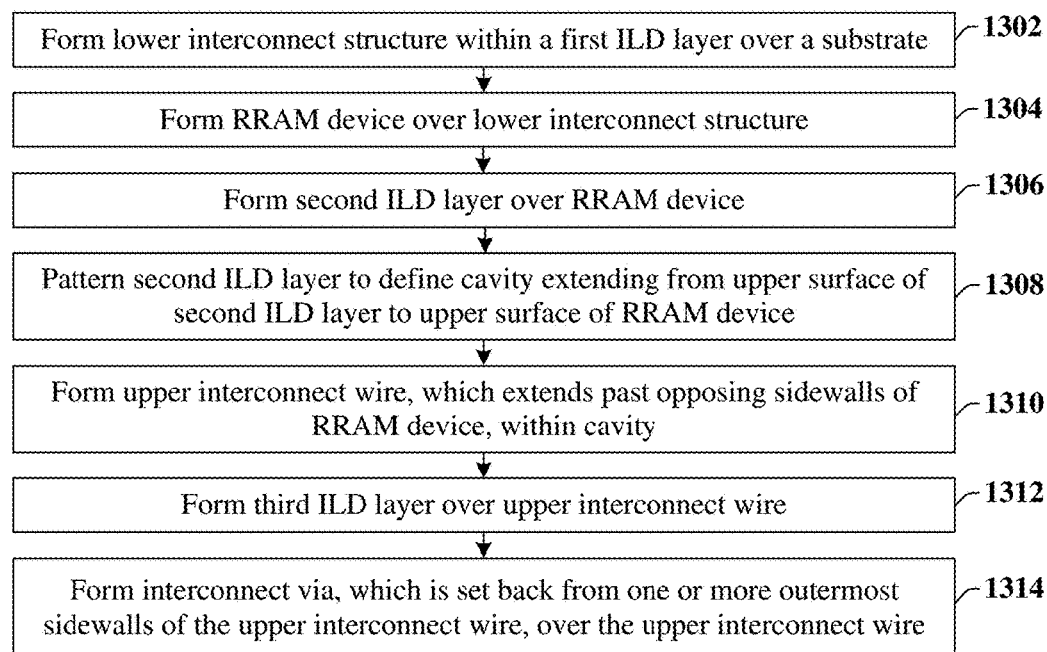 Form lower interconnect structure within a first ILD layer over a substrate
1302
Form RRAM device over lower interconnect structure
1304
Form second ILD layer over RRAM device
1306
Pattern second ILD layer to define cavity extending from upper surface of
second ILD layer to upper surface of RRAM device
1308
Form upper interconnect wire, which extends past opposing sidewalls of
RRAM device, within cavity
1310
Form third ILD layer over upper interconnect wire
1312
Form interconnect via, which is set back from one or more outermost
sidewalls of the upper interconnect wire, over the upper interconnect wire
1314